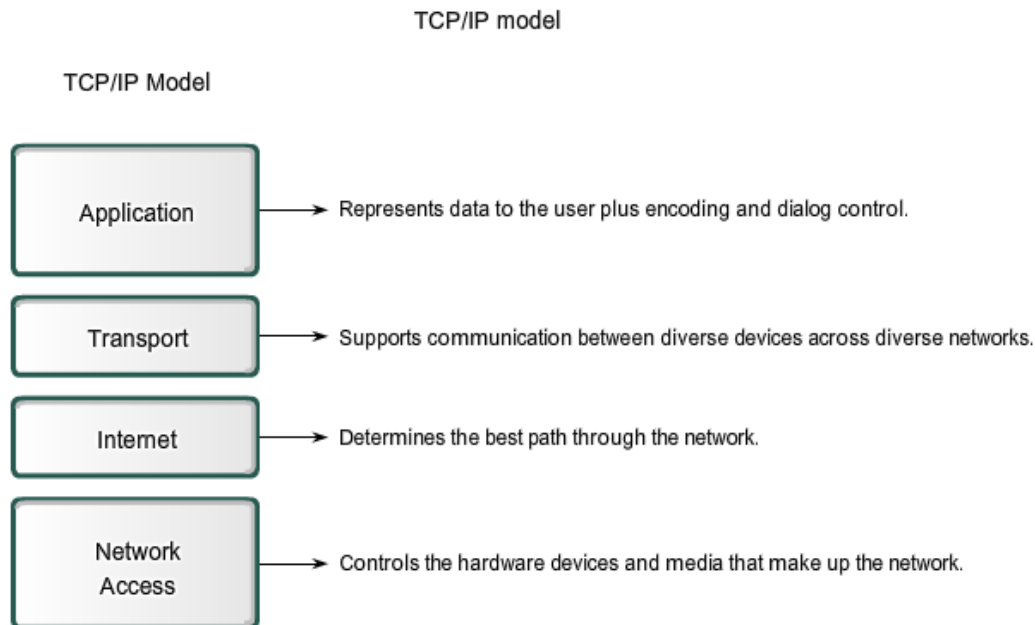 TCP/IP model
TCP/IP Model
Application
Represents data to the user plus encoding and dialog control.
Transport
Supports communication between diverse devices across diverse networks.
Internet
Determines the best path through the network.
Network
Access
Controls the hardware devices and media that make up the network.